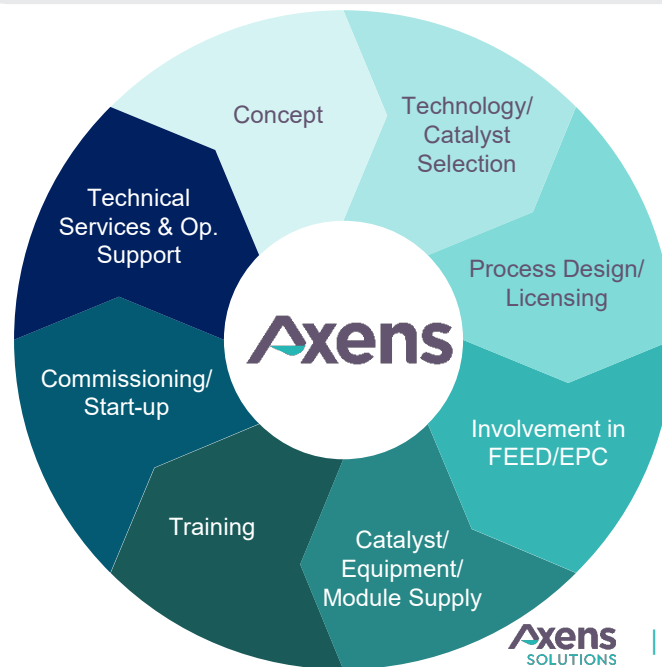 Concept
Technology/
Catalyst
Selection
Process Design/
Licensing
Involvement in
FEED/EPC
Catalyst/
Equipment/
Module Supply
Training
Commissioning/
Start-up
Technical
Services & Op.
Support
Axens
Axens
SOLUTIONS